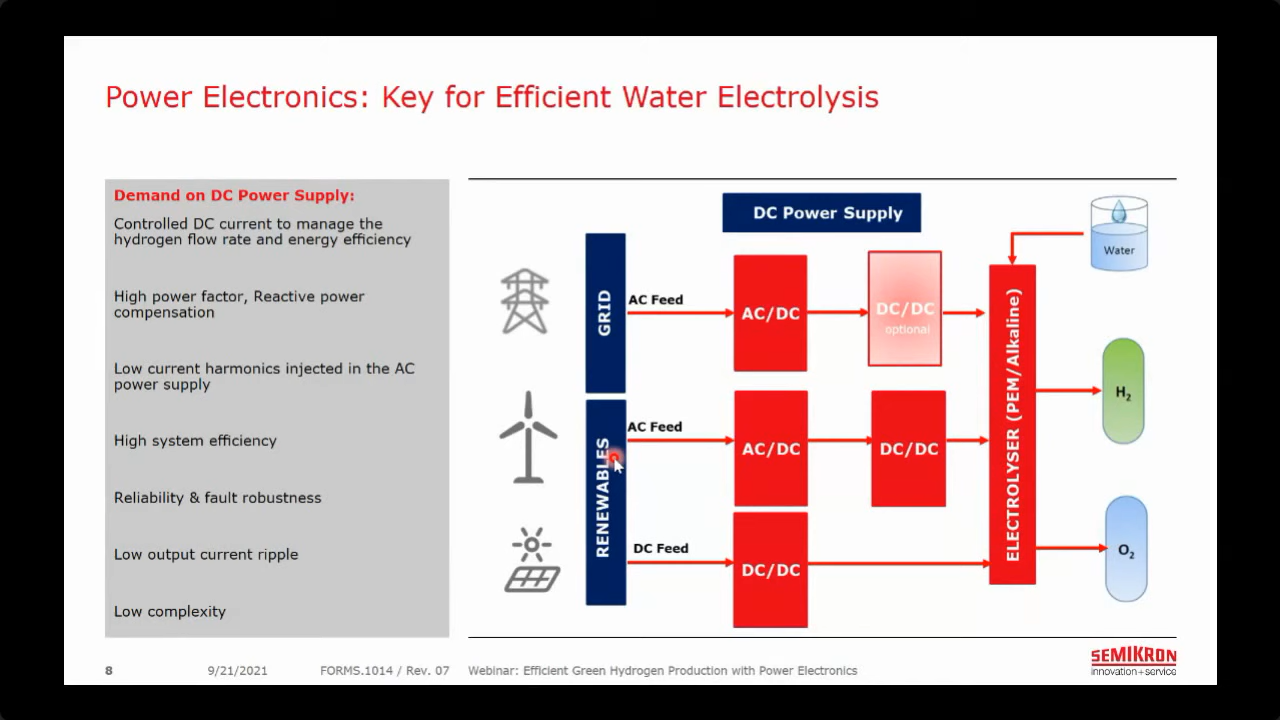 Power Electronics: Key for Efficient Water Electrolysis
Demand on DC Power Supply:
Controlled DC current to manage the
hydrogen flow rate and energy efficiency
High power factor, Reactive power
compensation
Low current harmonics injected in the AC
power supply
High system efficiency
Reliability & fault robustness
Low output current ripple
Low complexity
DC Power Supply
GRID
AC Feed
AC/DC
DC/DC
optional
RENEWABLES
AC Feed
AC/DC
DC/DC
DC Feed
DC/DC
ELECTROLYSER (PEM/Alkaline)
Water
H₂
O₂
8
9/21/2021
FORMS.1014 / Rev. 07
Webinar: Efficient Green Hydrogen Production with Power Electronics
SEMIKRON
innovation+service